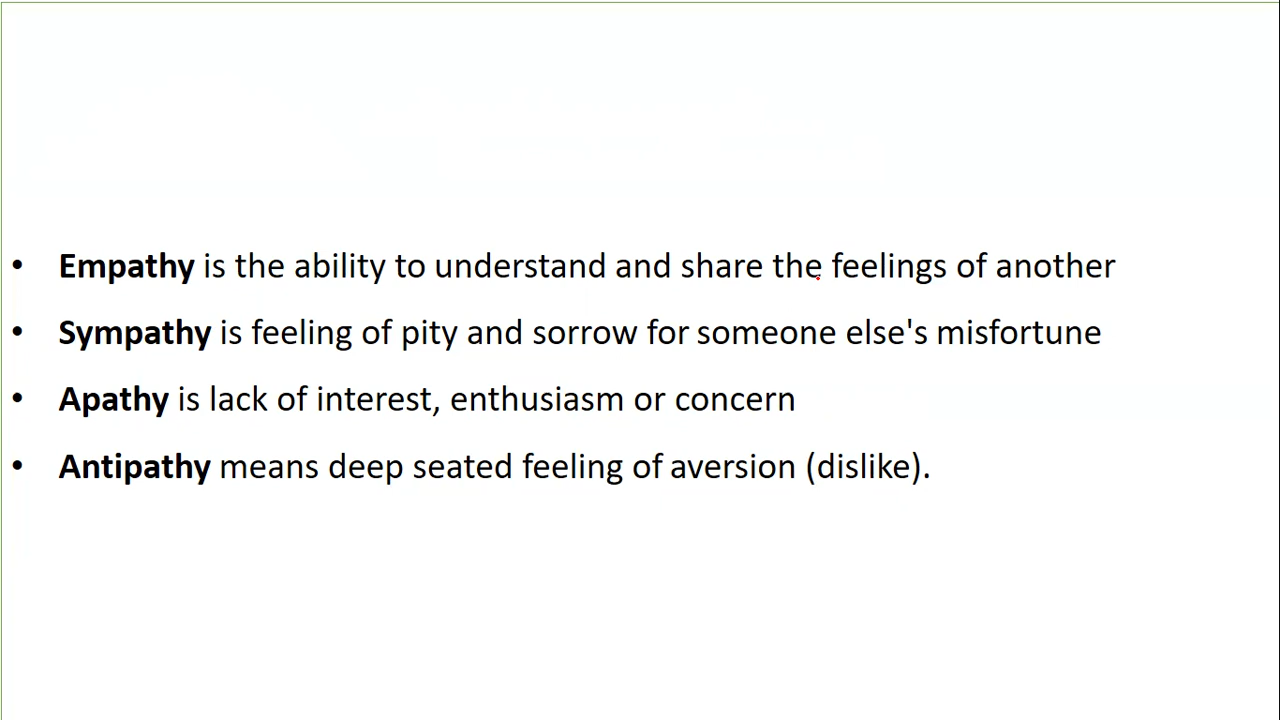 • Empathy is the ability to understand and share the feelings of another
• Sympathy is feeling of pity and sorrow for someone else's misfortune
• Apathy is lack of interest, enthusiasm or concern
• Antipathy means deep seated feeling of aversion (dislike).